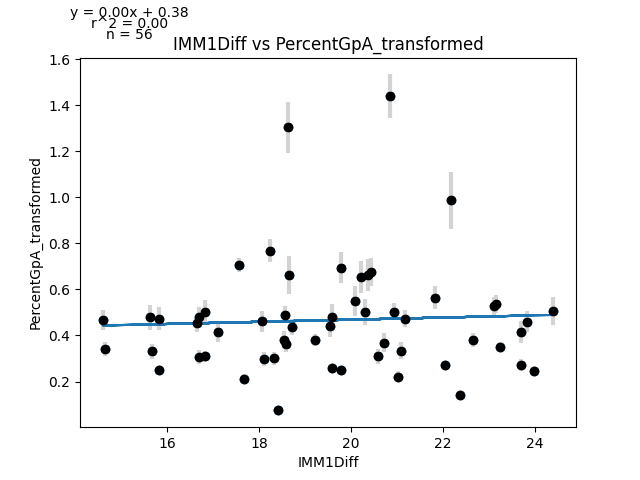 y = 0.00x + 0.38
r^2 = 0.00
n = 56
IMM1Diff vs PercentGpA_transformed
PercentGpA_transformed
1.6
1.4
1.2
1.0
0.8
0.6
0.4
0.2
16 18 20 22 24
IMM1Diff